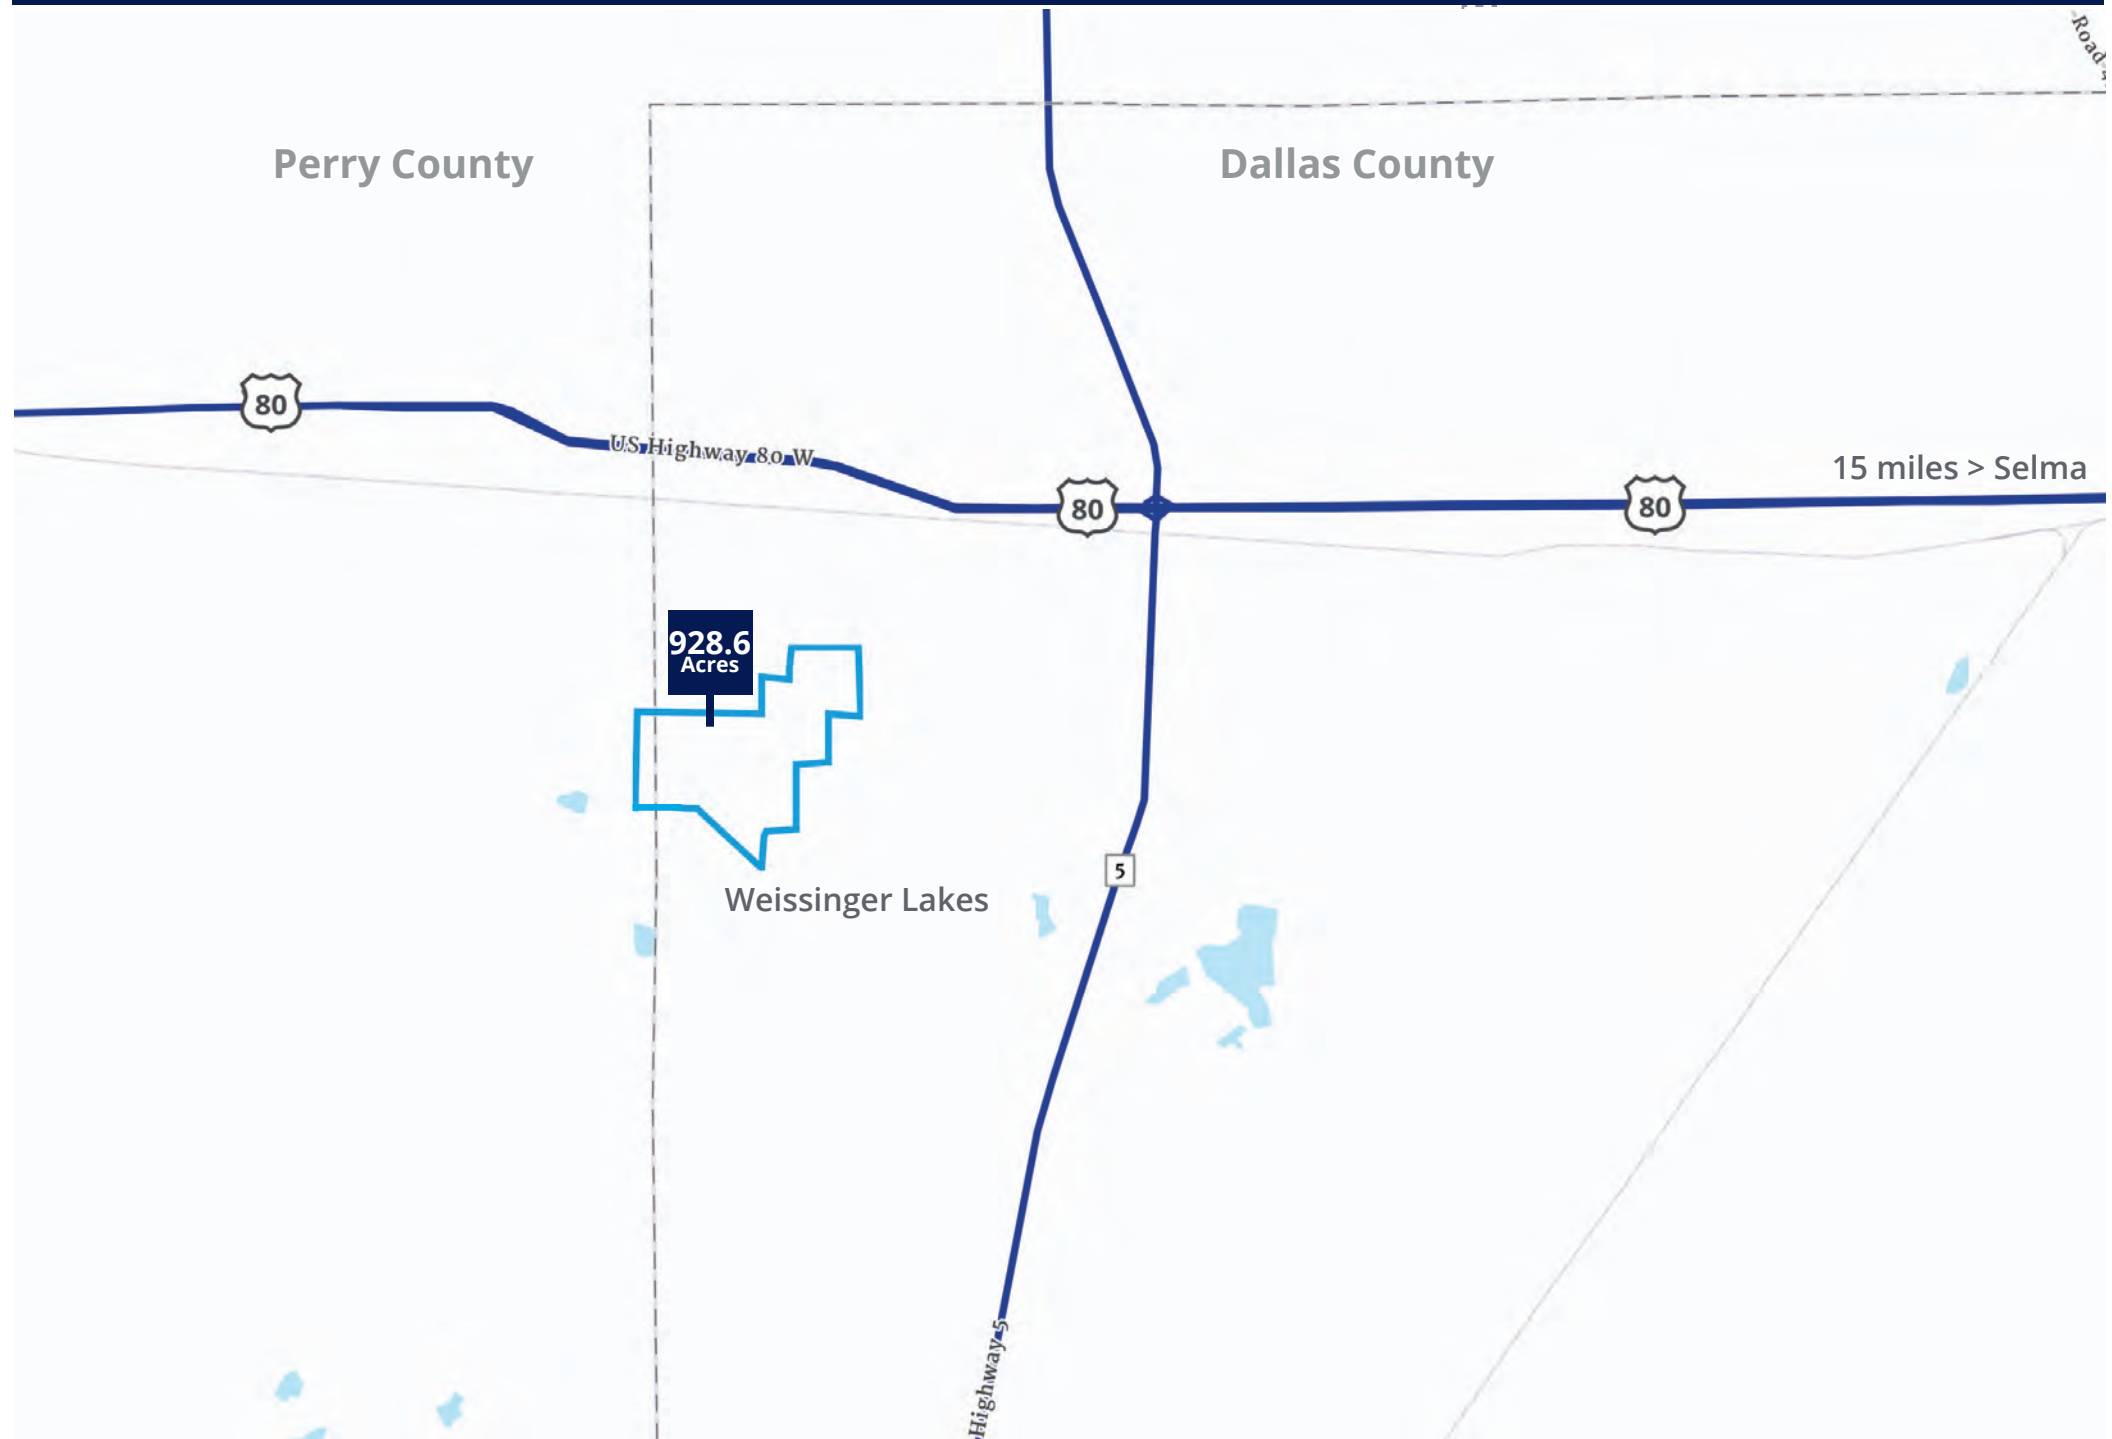 Perry County
Dallas County
80
US Highway 80 W
80
80
15 miles > Selma
928.6
Acres
5
Weissinger Lakes
Highway 5